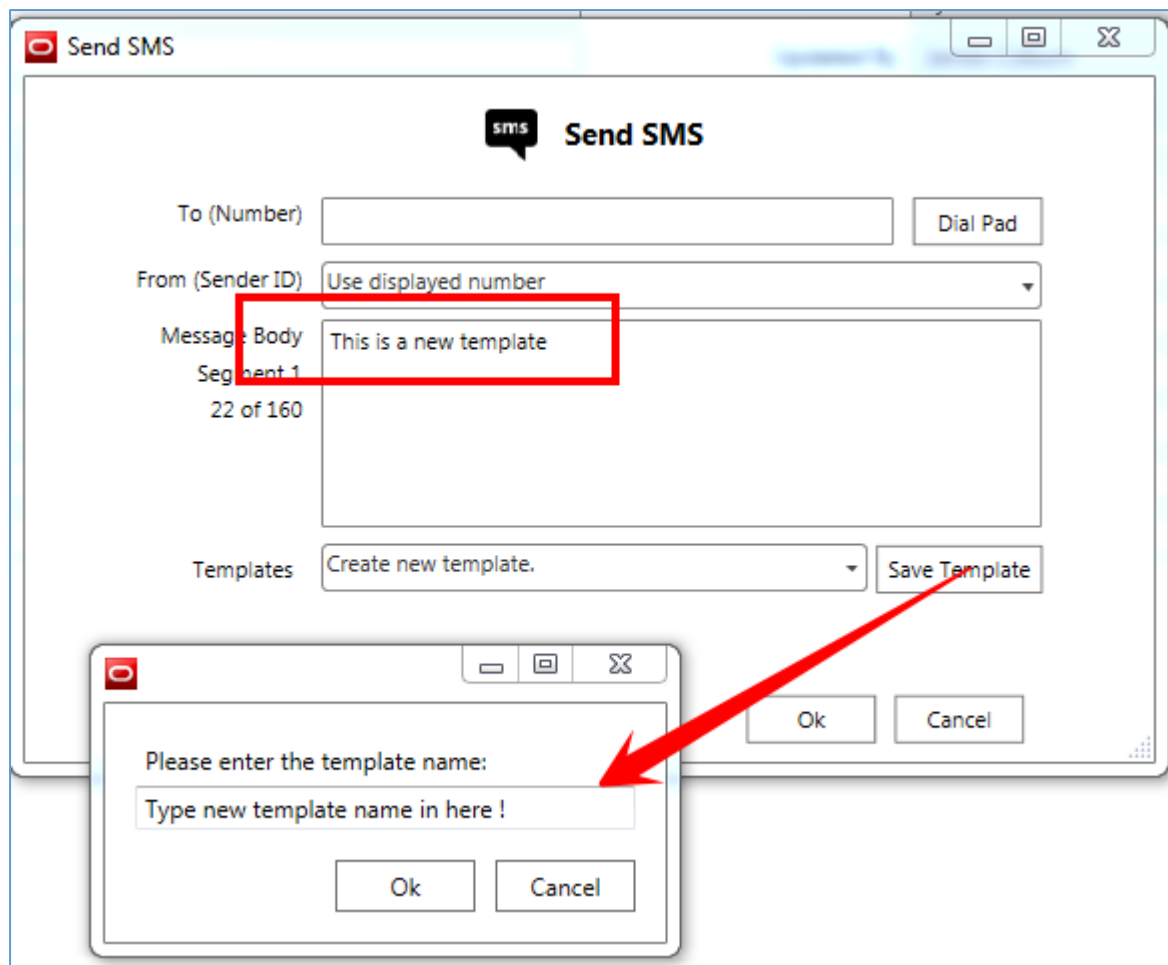 Send SMS
sms
Send SMS
To (Number)
Dial Pad
From (Sender ID)
Use displayed number
Message Body
This is a new template
Segment 1
22 of 160
Templates
Create new template.
Save Template
Ok
Cancel
Please enter the template name:
Type new template name in here !
Ok
Cancel